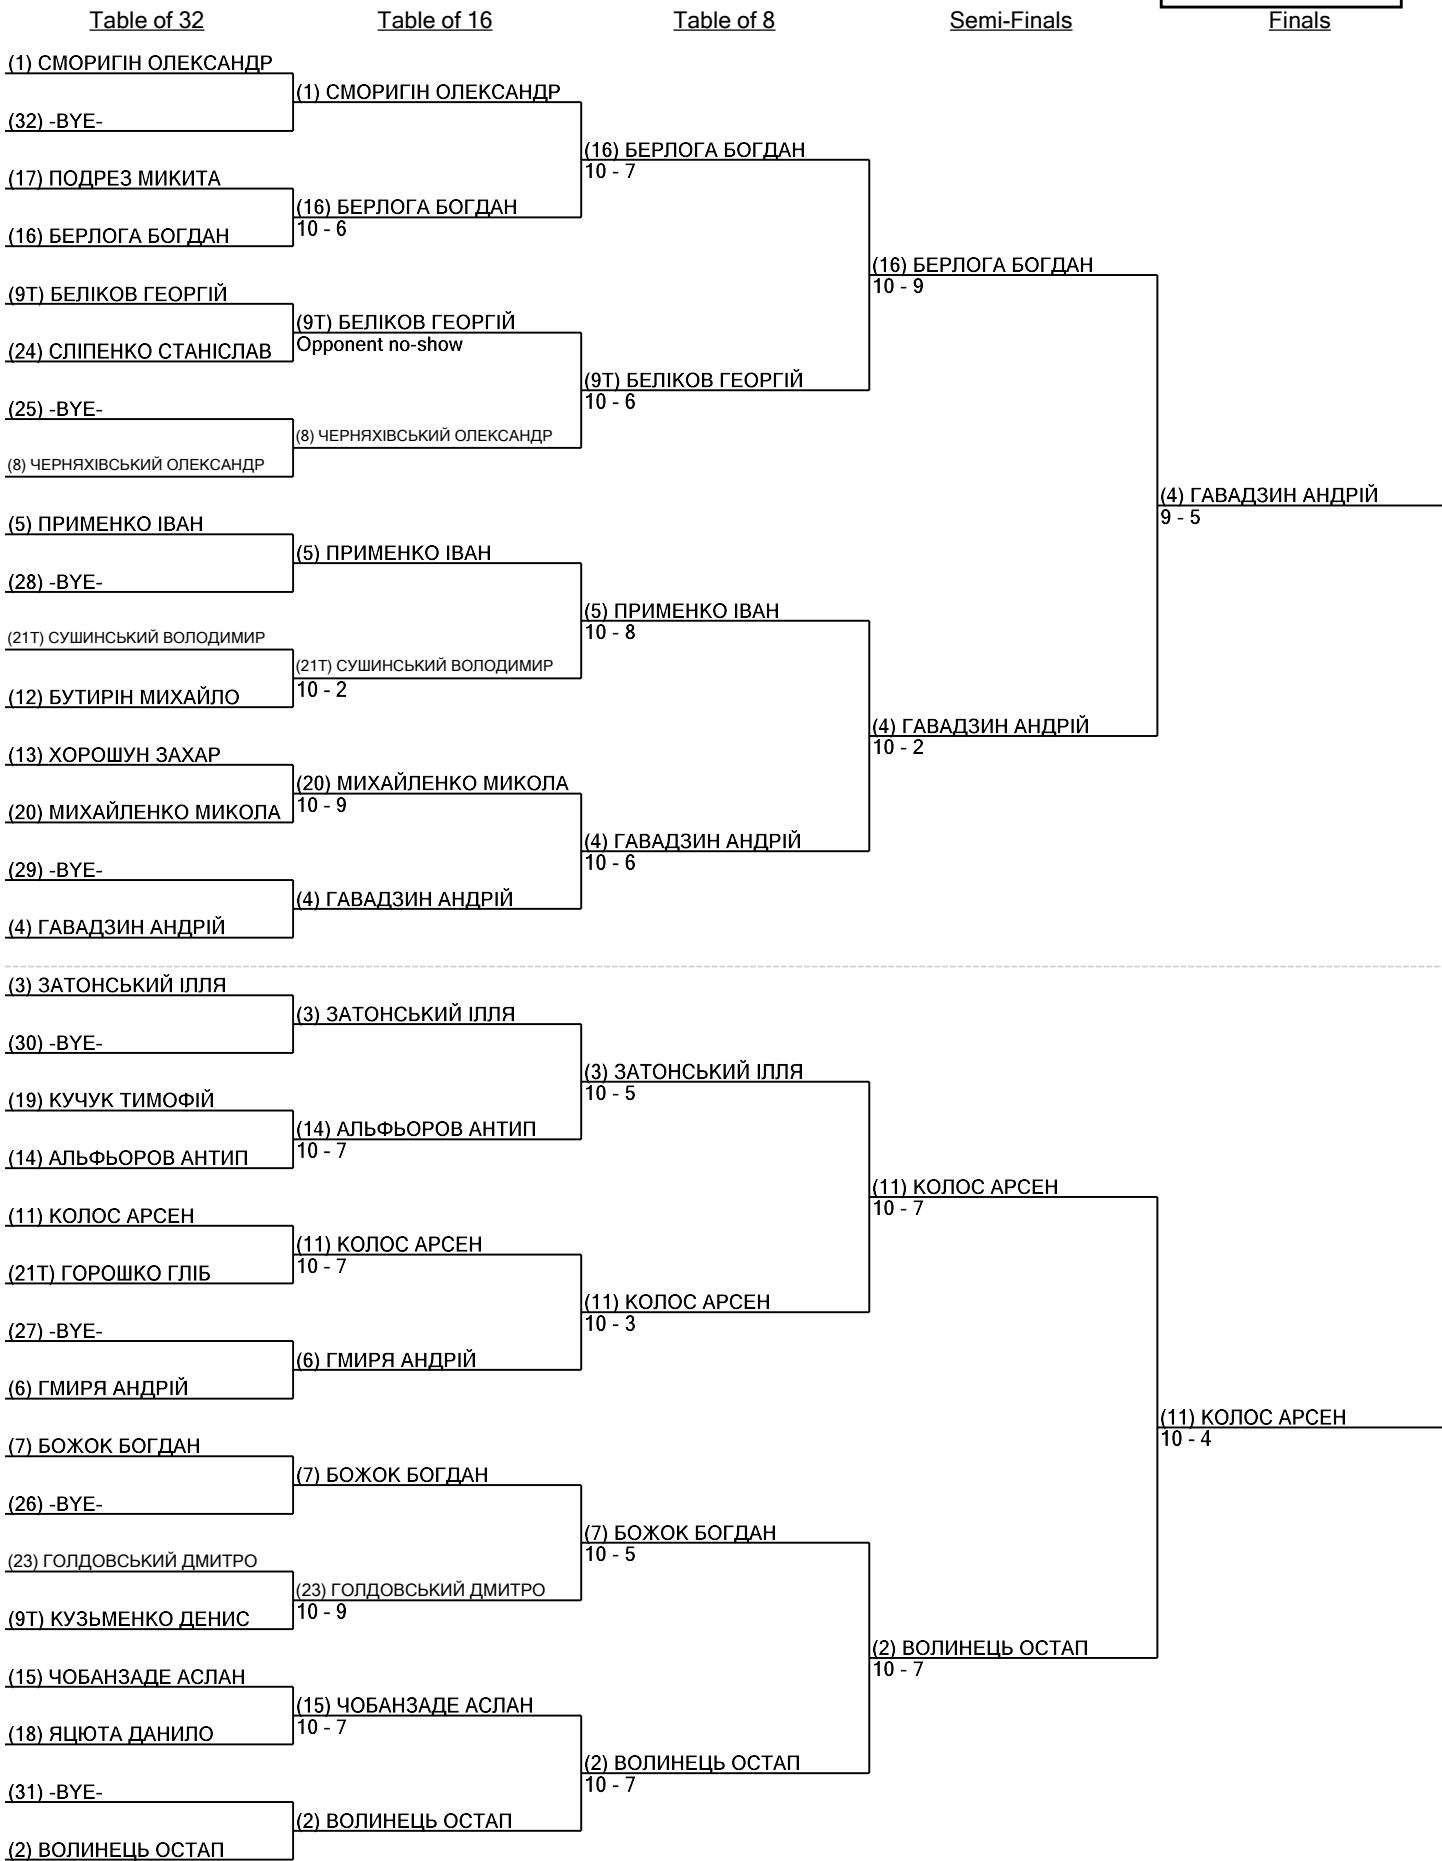 Table of 32
Table of 16
Table of 8
Semi-Finals
Finals
(1) СМОРИГІН ОЛЕКСАНДР
(32) -BYE-
(17) ПОДРЕЗ МИКИТА
(16) БЕРЛОГА БОГДАН
(9T) БЕЛІКОВ ГЕОРГІЙ
(24) СЛІПЕНКО СТАНІСЛАВ
(25) -BYE-
(8) ЧЕРНЯХІВСЬКИЙ ОЛЕКСАНДР
(5) ПРИМЕНКО ІВАН
(28) -BYE-
(21T) СУШИНСЬКИЙ ВОЛОДИМИР
(12) БУТИРІН МИХАЙЛО
(13) ХОРОШУН ЗАХАР
(20) МИХАЙЛЕНКО МИКОЛА
(29) -BYE-
(4) ГАВАДЗИН АНДРІЙ
(3) ЗАТОНСЬКИЙ ІЛЛЯ
(30) -BYE-
(19) КУЧУК ТИМОФІЙ
(14) АЛЬФЬОРОВ АНТИП
(11) КОЛОС АРСЕН
(21T) ГОРОШКО ГЛІБ
(27) -BYE-
(6) ГМИРЯ АНДРІЙ
(7) БОЖОК БОГДАН
(26) -BYE-
(23) ГОЛДОВСЬКИЙ ДМИТРО
(9T) КУЗЬМЕНКО ДЕНИС
(15) ЧОБАНЗАДЕ АСЛАН
(18) ЯЦЮТА ДАНИЛО
(31) -BYE-
(2) ВОЛИНЕЦЬ ОСТАП
(1) СМОРИГІН ОЛЕКСАНДР
(16) БЕРЛОГА БОГДАН
10 - 6
(9T) БЕЛІКОВ ГЕОРГІЙ
Opponent no-show
(8) ЧЕРНЯХІВСЬКИЙ ОЛЕКСАНДР
(5) ПРИМЕНКО ІВАН
(21T) СУШИНСЬКИЙ ВОЛОДИМИР
10 - 2
(20) МИХАЙЛЕНКО МИКОЛА
10 - 9
(4) ГАВАДЗИН АНДРІЙ
(3) ЗАТОНСЬКИЙ ІЛЛЯ
(14) АЛЬФЬОРОВ АНТИП
10 - 7
(11) КОЛОС АРСЕН
10 - 7
(6) ГМИРЯ АНДРІЙ
(7) БОЖОК БОГДАН
(23) ГОЛДОВСЬКИЙ ДМИТРО
10 - 9
(15) ЧОБАНЗАДЕ АСЛАН
10 - 7
(2) ВОЛИНЕЦЬ ОСТАП
(16) БЕРЛОГА БОГДАН
10 - 7
(9T) БЕЛІКОВ ГЕОРГІЙ
10 - 6
(5) ПРИМЕНКО ІВАН
10 - 8
(4) ГАВАДЗИН АНДРІЙ
10 - 6
(3) ЗАТОНСЬКИЙ ІЛЛЯ
10 - 5
(11) КОЛОС АРСЕН
10 - 3
(7) БОЖОК БОГДАН
10 - 5
(2) ВОЛИНЕЦЬ ОСТАП
10 - 7
(16) БЕРЛОГА БОГДАН
10 - 9
(4) ГАВАДЗИН АНДРІЙ
10 - 2
(11) КОЛОС АРСЕН
10 - 7
(2) ВОЛИНЕЦЬ ОСТАП
10 - 7
(4) ГАВАДЗИН АНДРІЙ
9 - 5
(11) КОЛОС АРСЕН
10 - 4